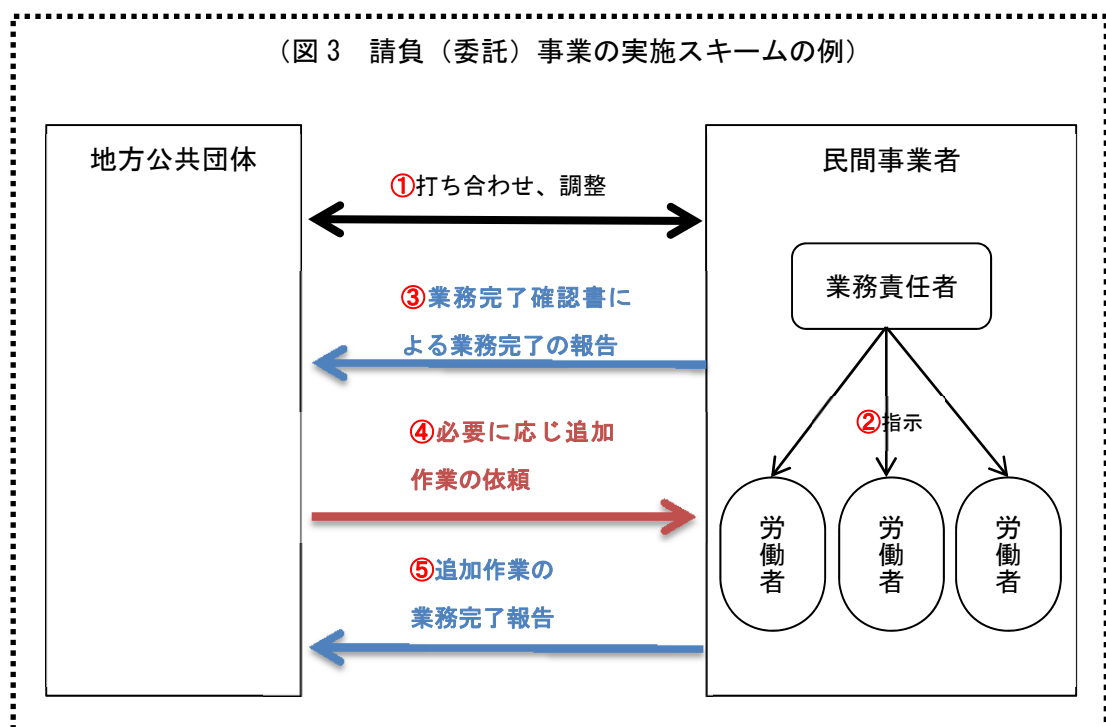 （図３　請負（委託）事業の実施スキームの例）
地方公共団体
民間事業者
①打ち合わせ、調整
業務責任者
③業務完了確認書に
よる業務完了の報告
②指示
④必要に応じ追加
作業の依頼
労働者
労働者
労働者
⑤追加作業の
業務完了報告